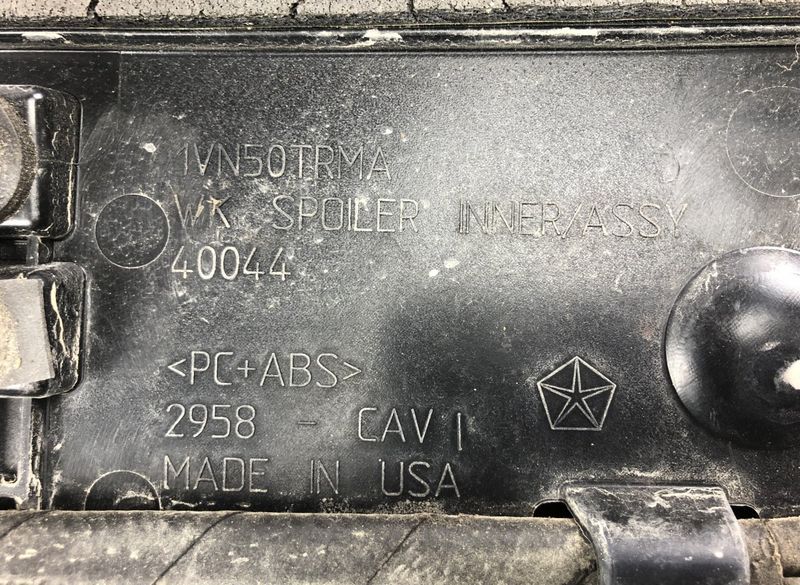 1VN50TRMA
WK SPOILER INNER/ASSY
40044
<PC+ABS>
2958 - CAV 1
MADE IN USA